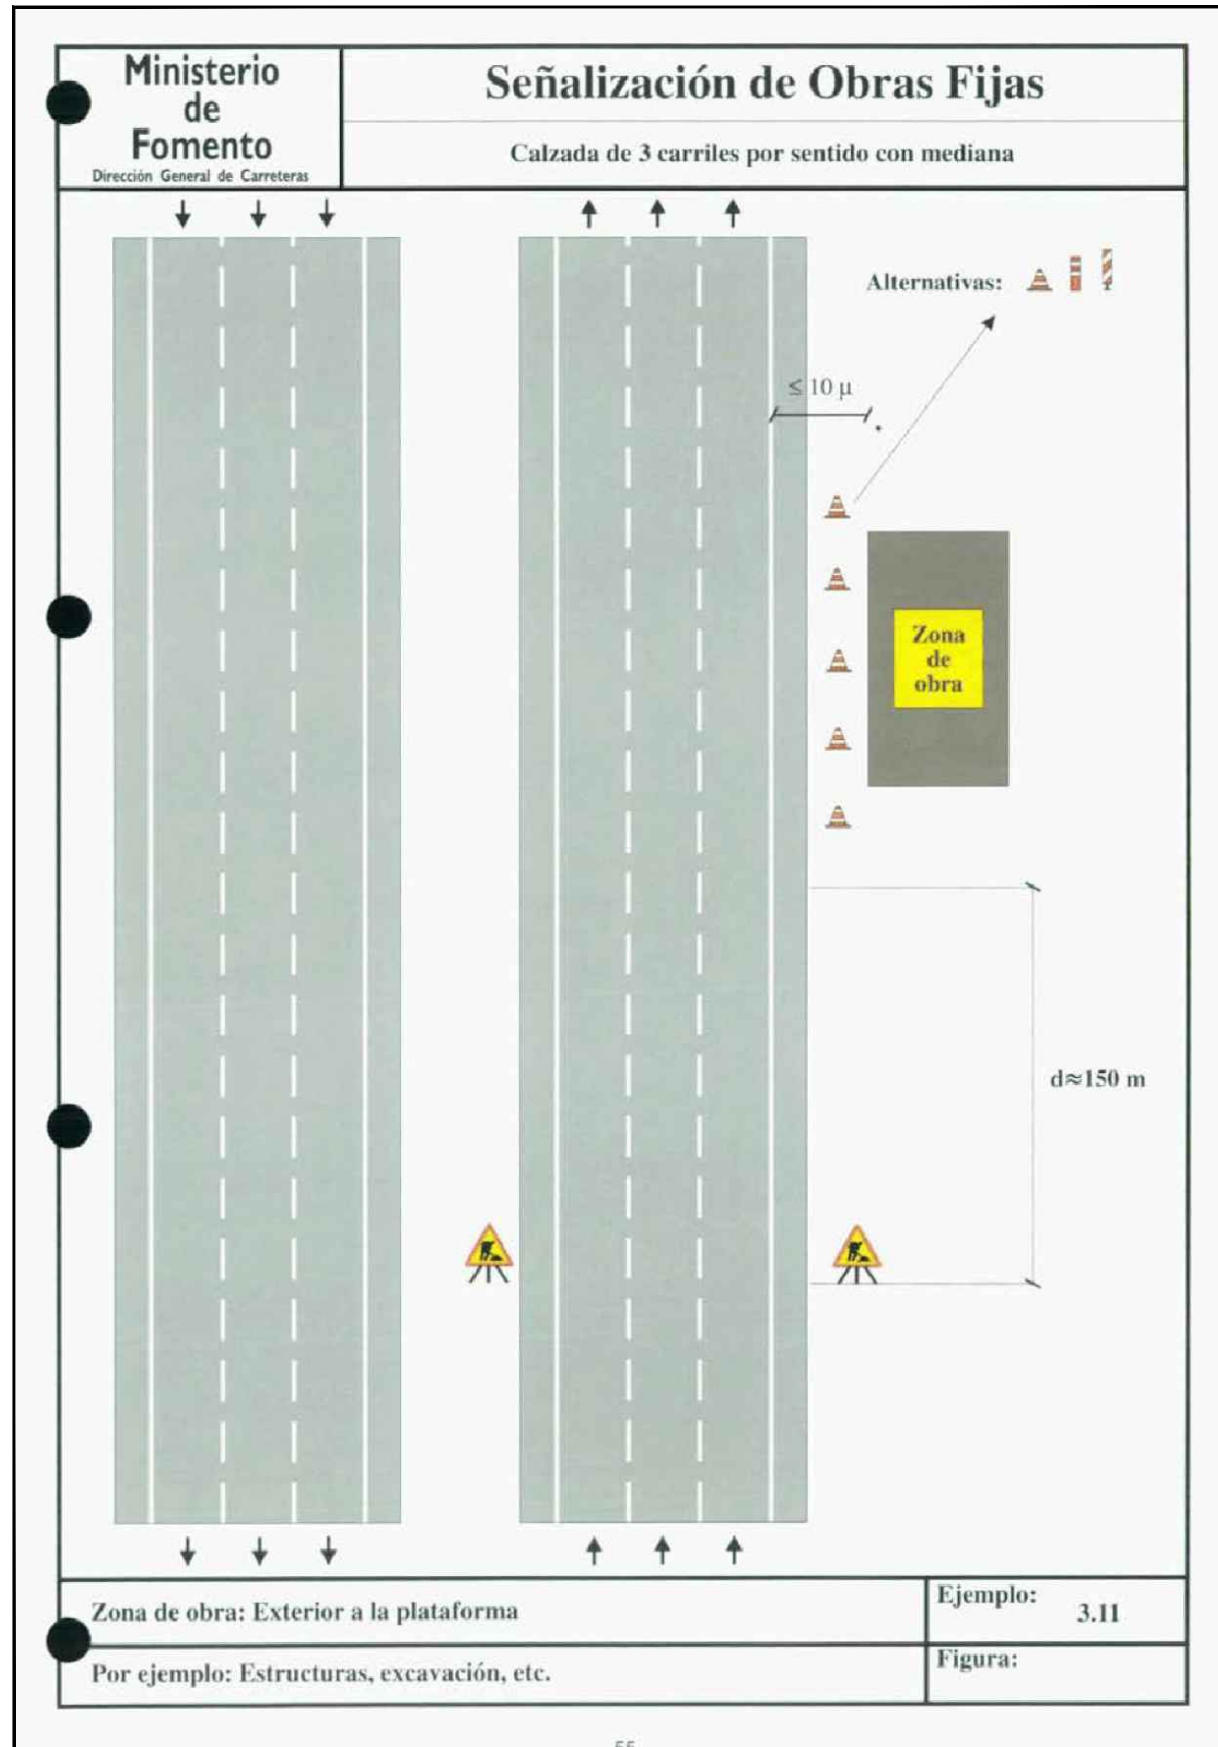 Ministerio
de
Fomento
Dirección General de Carreteras
Señalización de Obras Fijas
Calzada de 3 carriles por sentido con mediana
Alternativas:
≤ 10 µ
Zona
de
obra
d≈150 m
Zona de obra: Exterior a la plataforma
Ejemplo:
3.11
Por ejemplo: Estructuras, excavación, etc.
Figura: